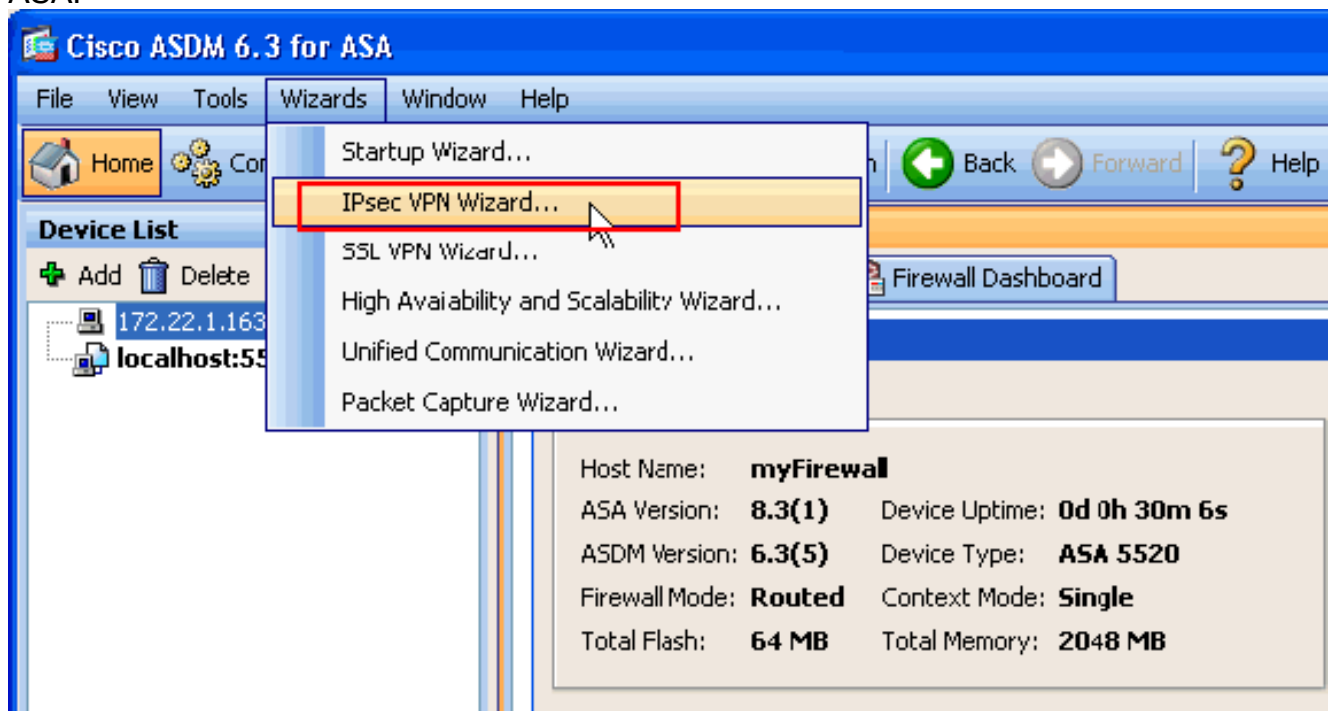 Cisco ASDM 6.3 for ASA
File View Tools Wizards Window Help
Home Back Forward Help
Startup Wizard...
IPsec VPN Wizard...
SSL VPN Wizard...
High Avaiability and Scalability Wizard...
Unified Communication Wizard...
Packet Capture Wizard...
Device List
Add Delete
Firewall Dashboard
172.22.1.163
Host Name: myFirewall
ASA Version: 8.3(1) Device Uptime: 0d 0h 30m 6s
ASDM Version: 6.3(5) Device Type: ASA 5520
Firewall Mode: Routed Context Mode: Single
Total Flash: 64 MB Total Memory: 2048 MB